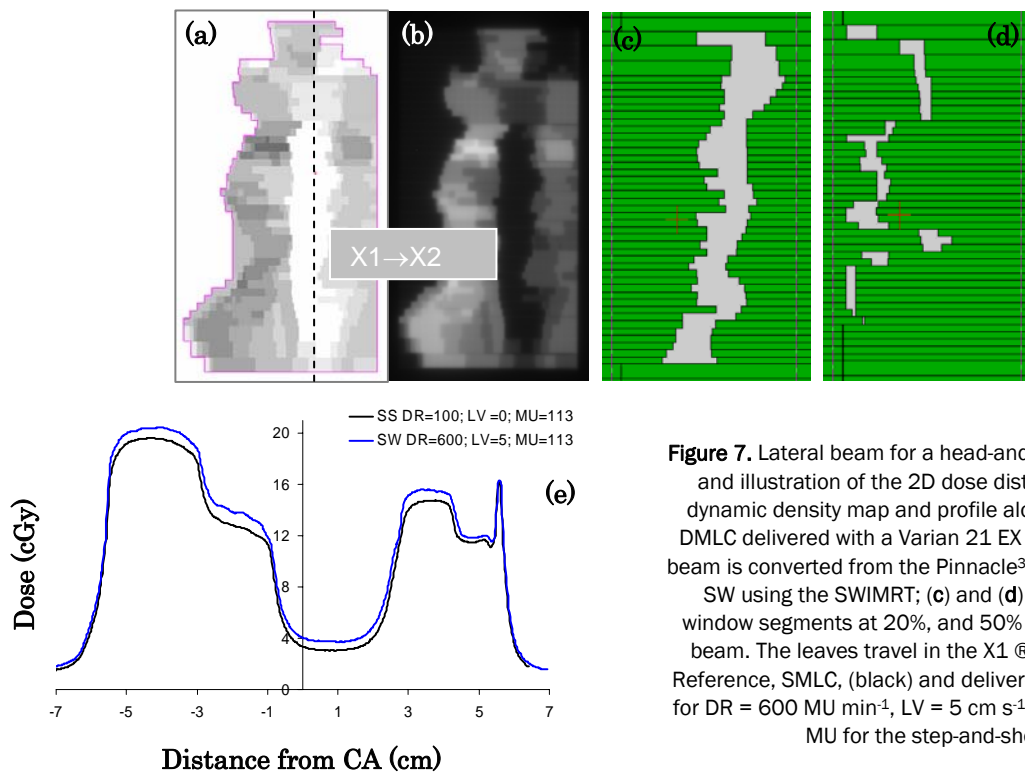 (a)
(b)
(c)
(d)
X1→X2
SS DR=100; LV =0; MU=113
SW DR=600; LV=5; MU=113
(e)
20
16
12
8
4
0
-7 -5 -3 -1 1 3 5 7
Dose (cGy)
Distance from CA (cm)
Figure 7. Lateral beam for a head-and
and illustration of the 2D dose dist
dynamic density map and profile alo
DMLC delivered with a Varian 21 EX
beam is converted from the Pinnacle³
SW using the SWIMRT; (c) and (d)
window segments at 20%, and 50%
beam. The leaves travel in the X1 ®
Reference, SMLC, (black) and deliver
for DR = 600 MU min⁻¹, LV = 5 cm s⁻¹
MU for the step-and-sh